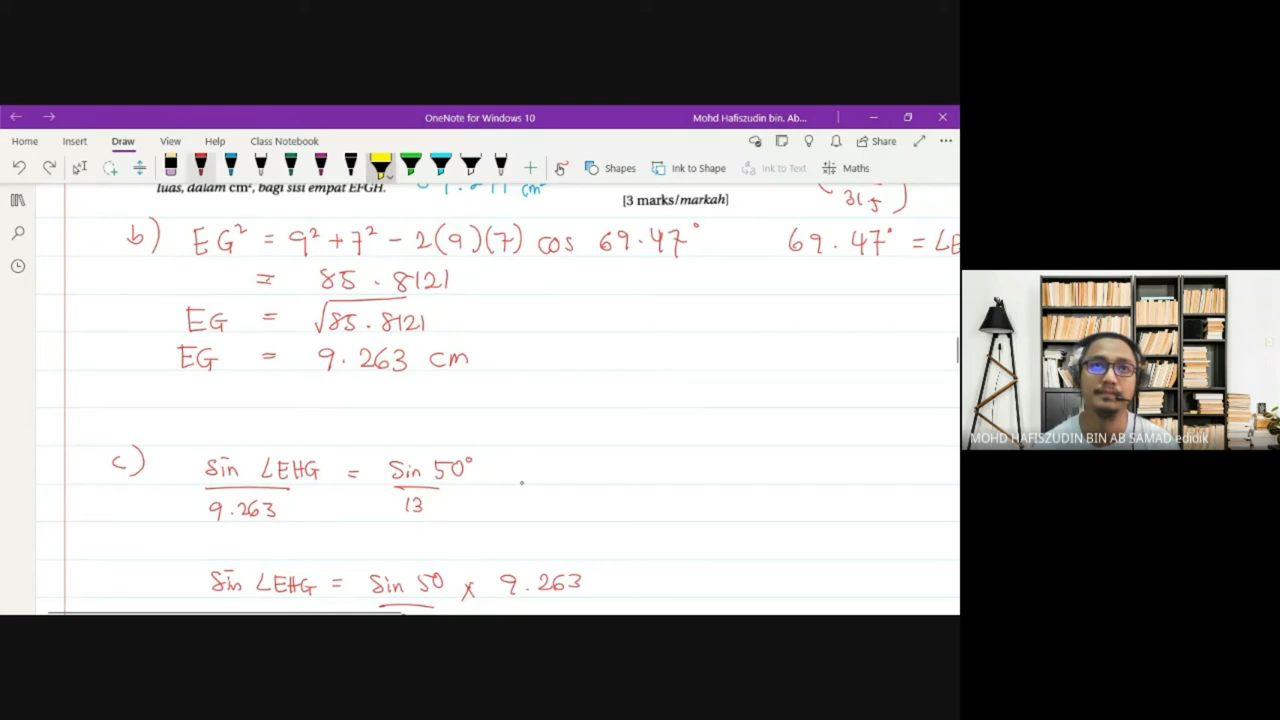 OneNote for Windows 10
Mohd Hafiszudin bin. Ab...
Home Insert Draw View Help Class Notebook Share
Shapes Ink to Shape Ink to Text Maths
luas, dalam cm², bagi sisi empat EFGH.
cm²
[3 marks/markah]
31.5
b) EG² = 9² + 7² - 2(9)(7) cos 69.47° 69.47° = ∠E
= 85.8121
EG = √85.8121
EG = 9.263 cm
c) Sin ∠EHG = Sin 50°
9.263 13
Sin ∠EHG = Sin 50 × 9.263
MOHD HAFISZUDIN BIN AB SAMAD edidik